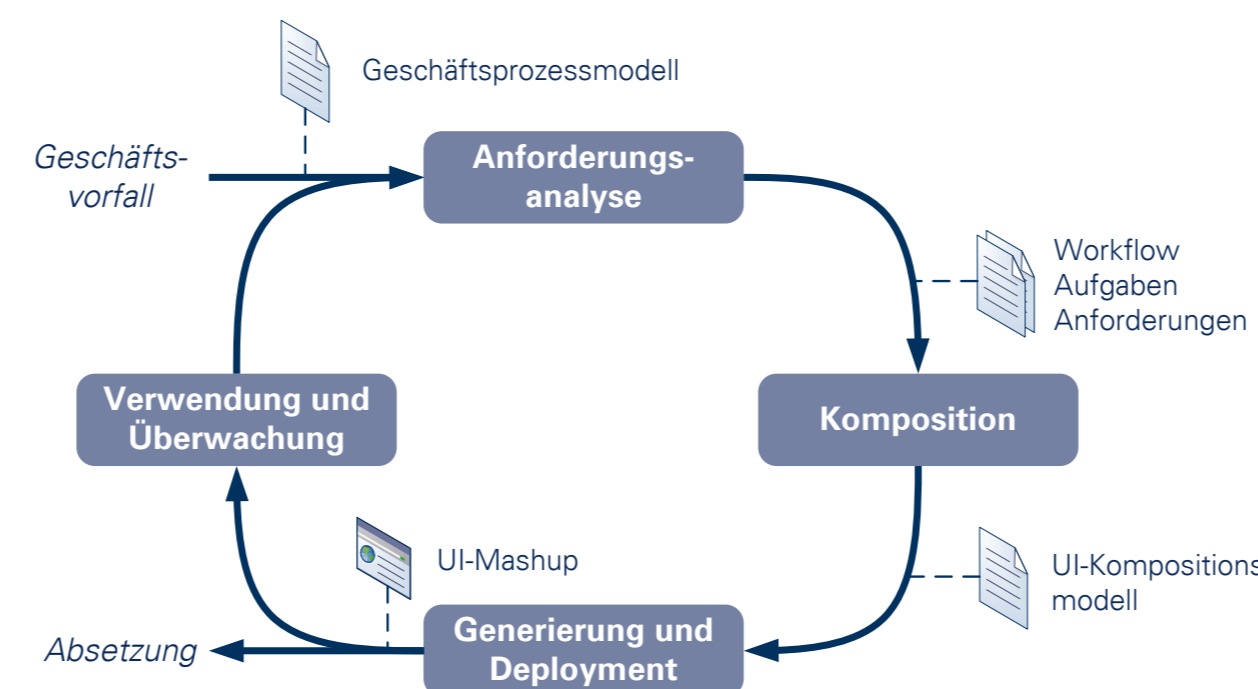 Geschäftsprozessmodell
Geschäfts-
vorfall
Anforderungs-
analyse
Workflow
Aufgaben
Anforderungen
Verwendung und
Überwachung
Komposition
UI-Mashup
UI-Kompositions
modell
Absetzung
Generierung und
Deployment